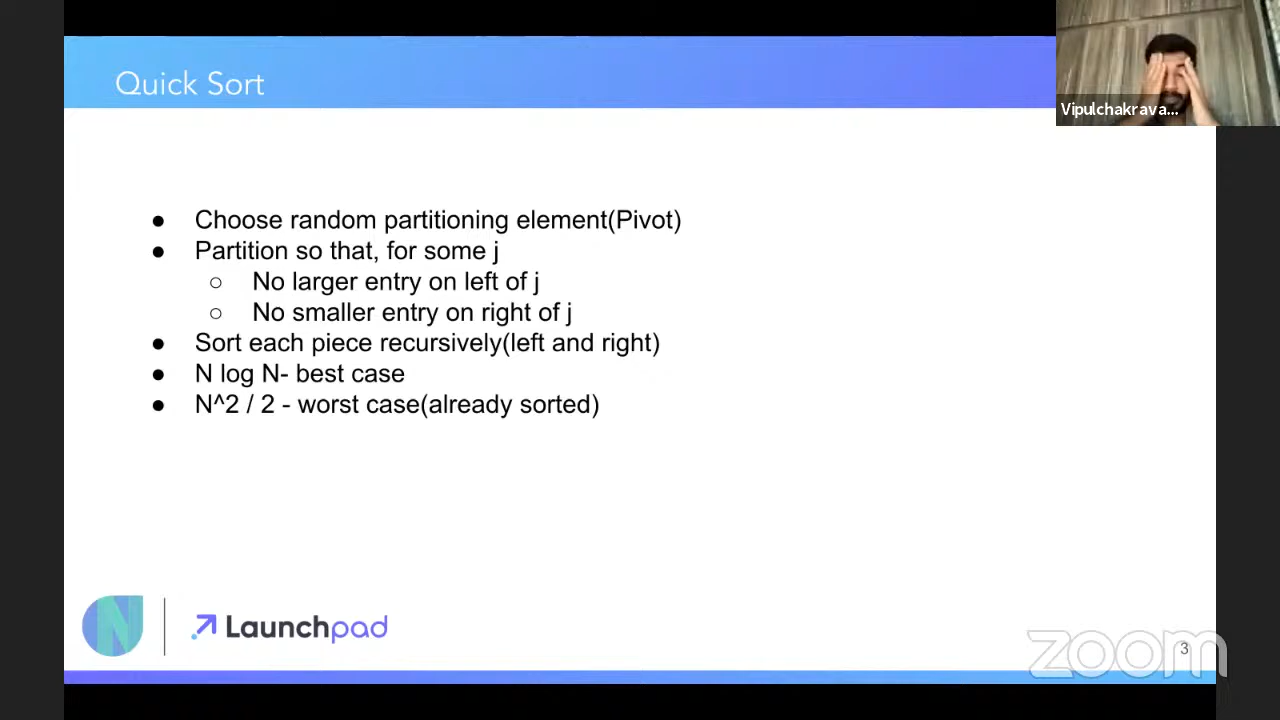 Quick Sort
Vipulchakrava...
● Choose random partitioning element(Pivot)
● Partition so that, for some j
○ No larger entry on left of j
○ No smaller entry on right of j
● Sort each piece recursively(left and right)
● N log N- best case
● N^2 / 2 - worst case(already sorted)
N
Launchpad
zoom
3